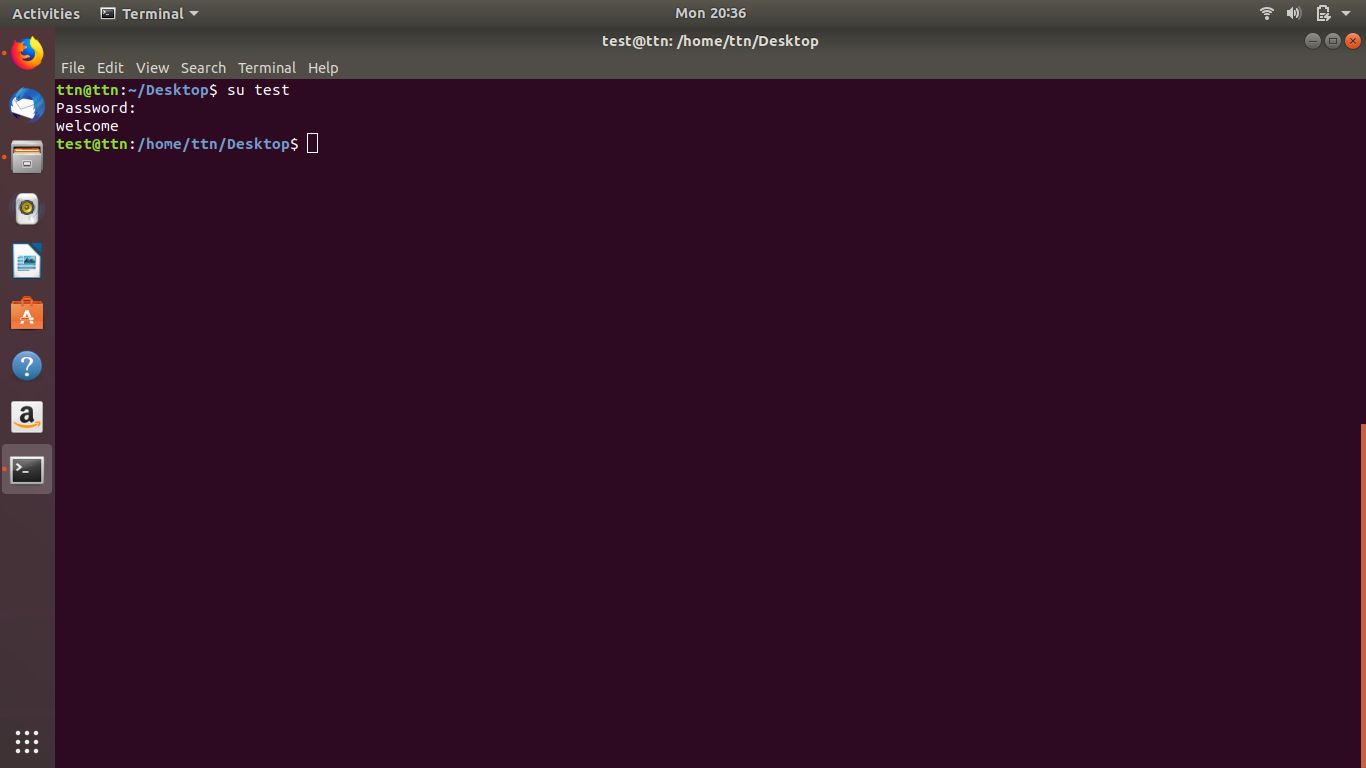 Activities Terminal Mon 20:36
test@ttn: /home/ttn/Desktop
File Edit View Search Terminal Help
ttn@ttn:~/Desktop$ su test
Password:
welcome
test@ttn:/home/ttn/Desktop$